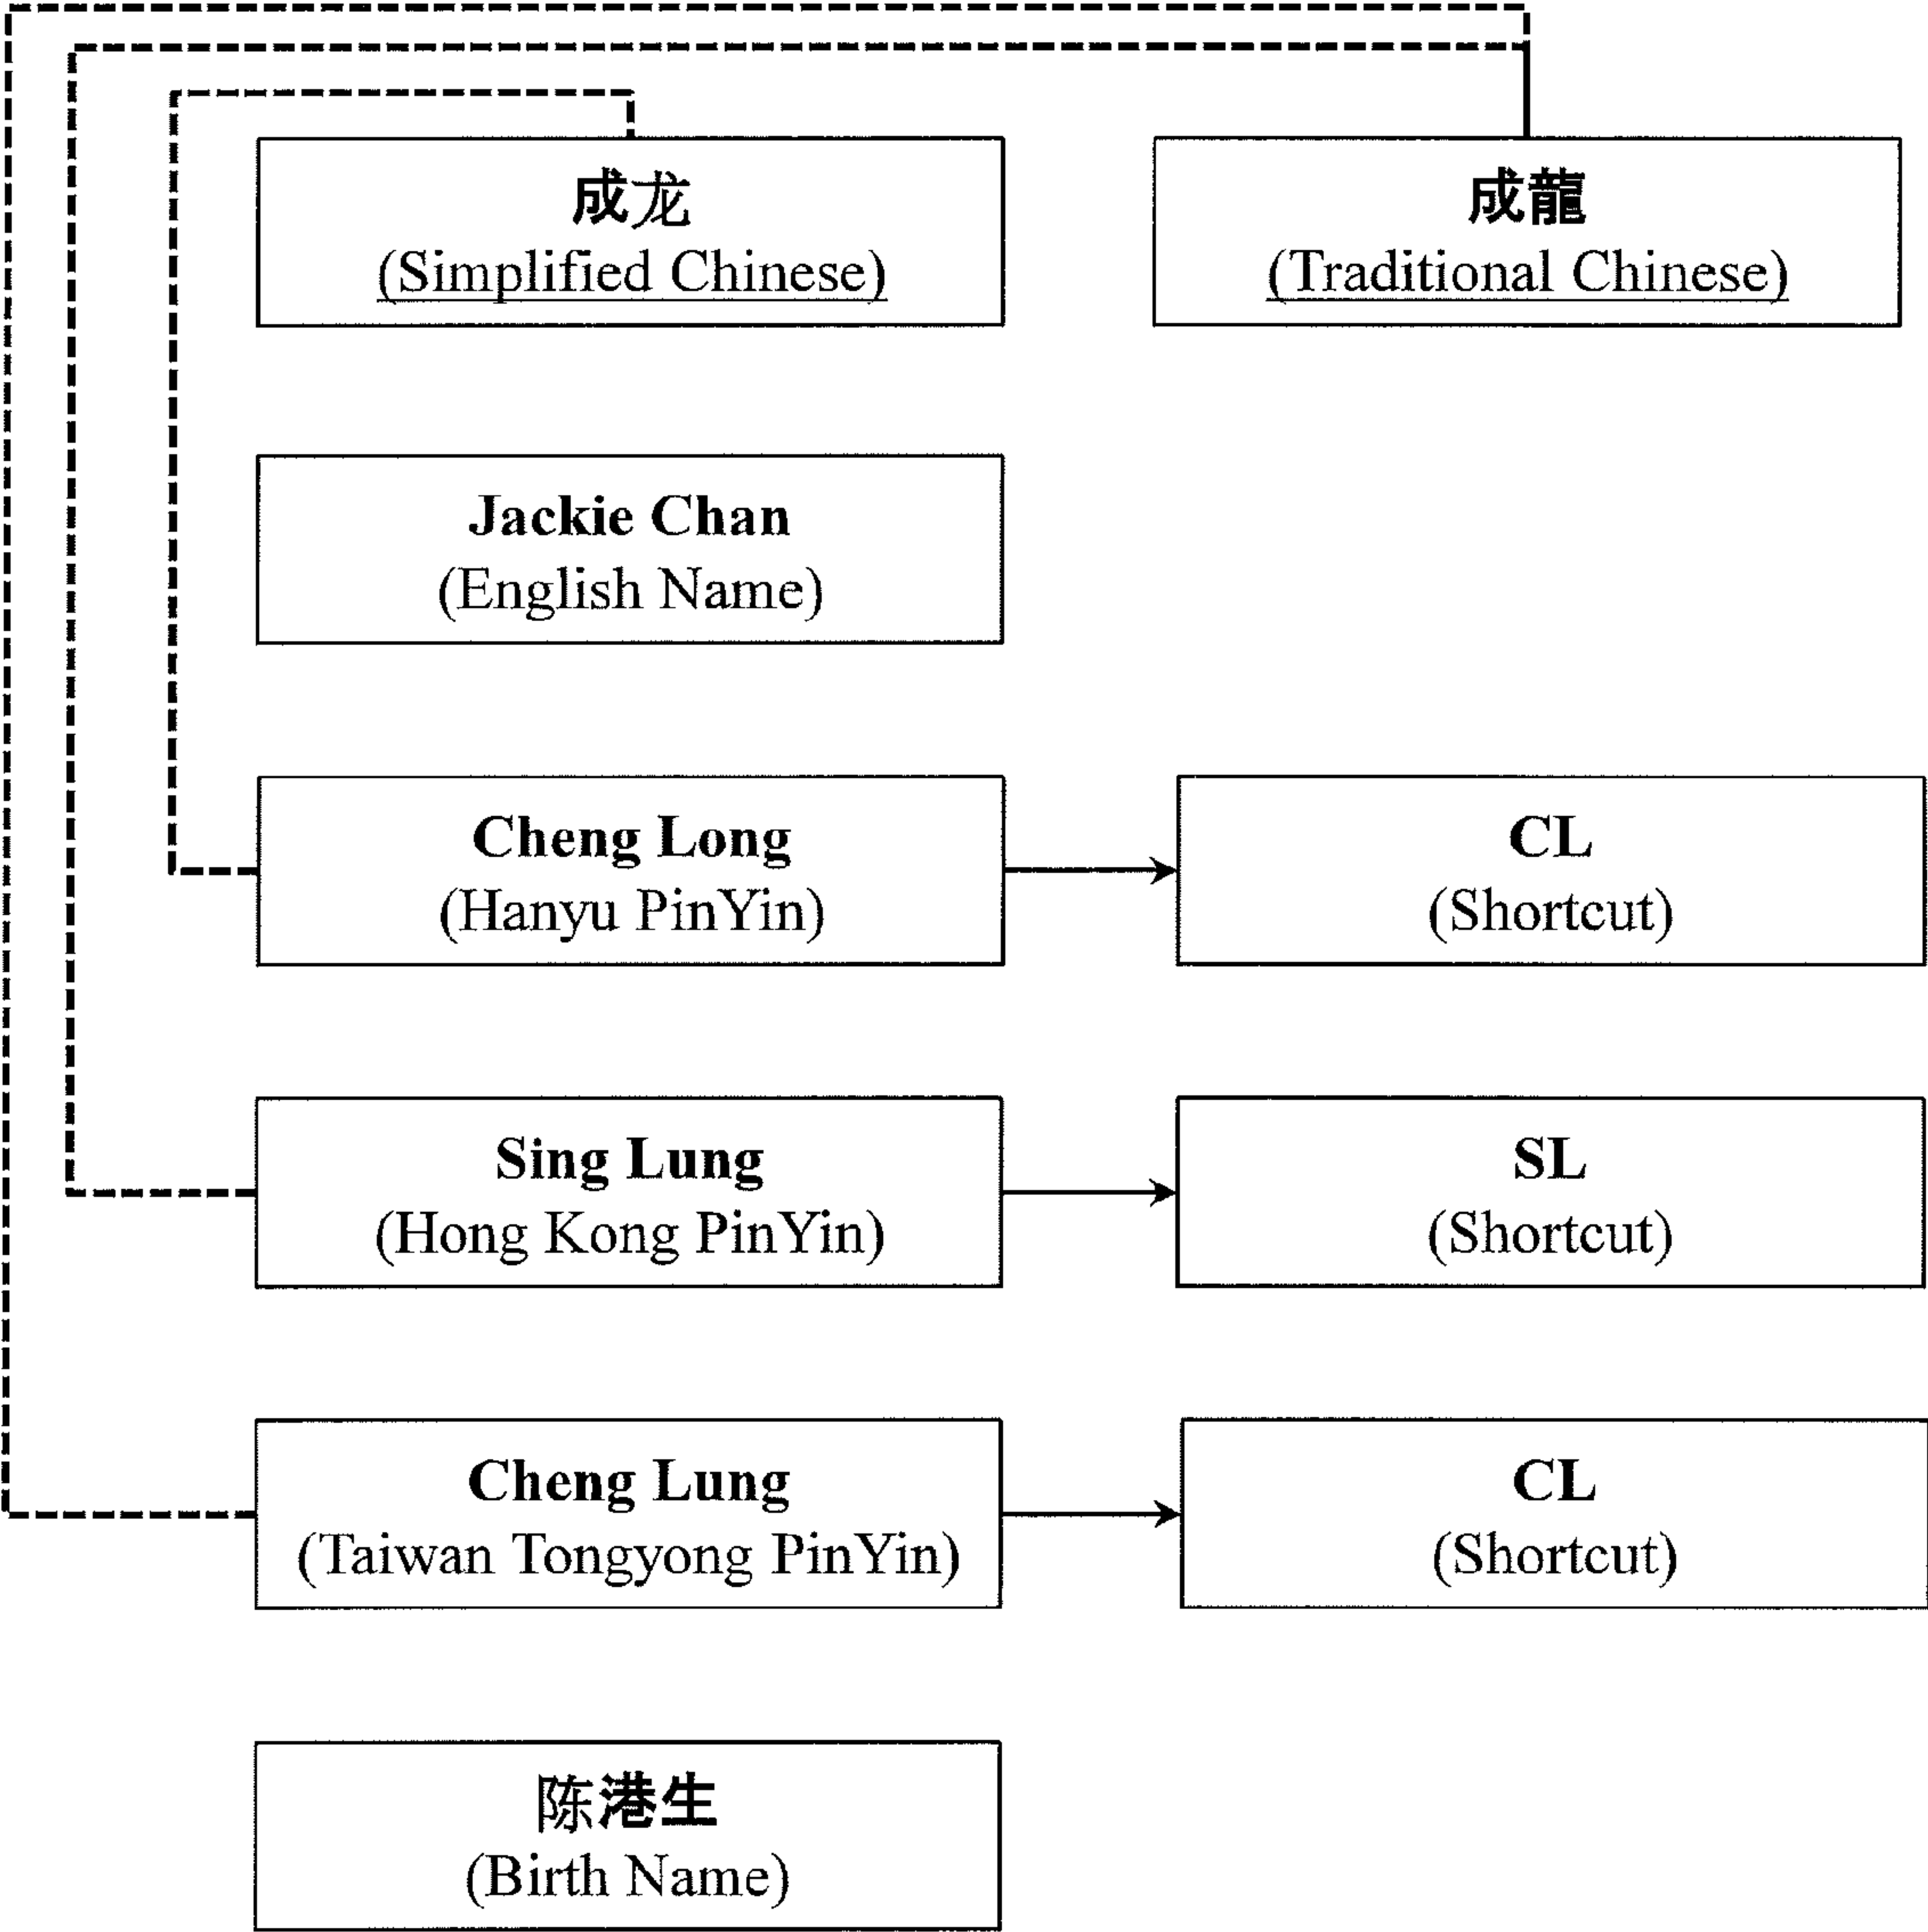 成龙
(Simplified Chinese)
成龍
(Traditional Chinese)
Jackie Chan
(English Name)
Cheng Long
(Hanyu PinYin)
CL
(Shortcut)
Sing Lung
(Hong Kong PinYin)
SL
(Shortcut)
Cheng Lung
(Taiwan Tongyong PinYin)
CL
(Shortcut)
陈港生
(Birth Name)